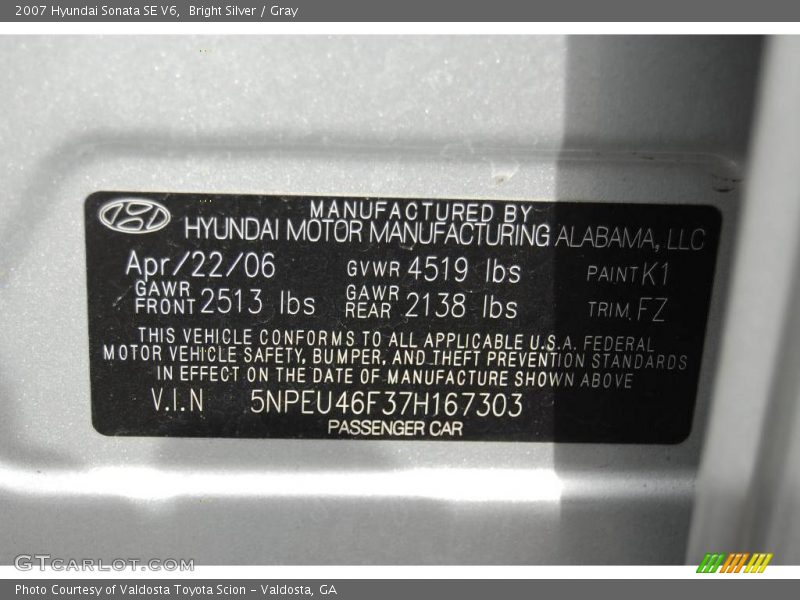 2007 Hyundai Sonata SE V6,  Bright Silver / Gray
MANUFACTURED BY
HYUNDAI MOTOR MANUFACTURING ALABAMA, LLC
Apr/22/06 GVWR 4519 lbs PAINT K1
GAWR FRONT 2513 lbs GAWR REAR 2138 lbs TRIM. FZ
THIS VEHICLE CONFORMS TO ALL APPLICABLE U.S.A. FEDERAL
MOTOR VEHICLE SAFETY, BUMPER, AND THEFT PREVENTION STANDARDS
IN EFFECT ON THE DATE OF MANUFACTURE SHOWN ABOVE
V.I.N 5NPEU46F37H167303
PASSENGER CAR
GTCARLOT.COM
Photo Courtesy of Valdosta Toyota Scion - Valdosta, GA